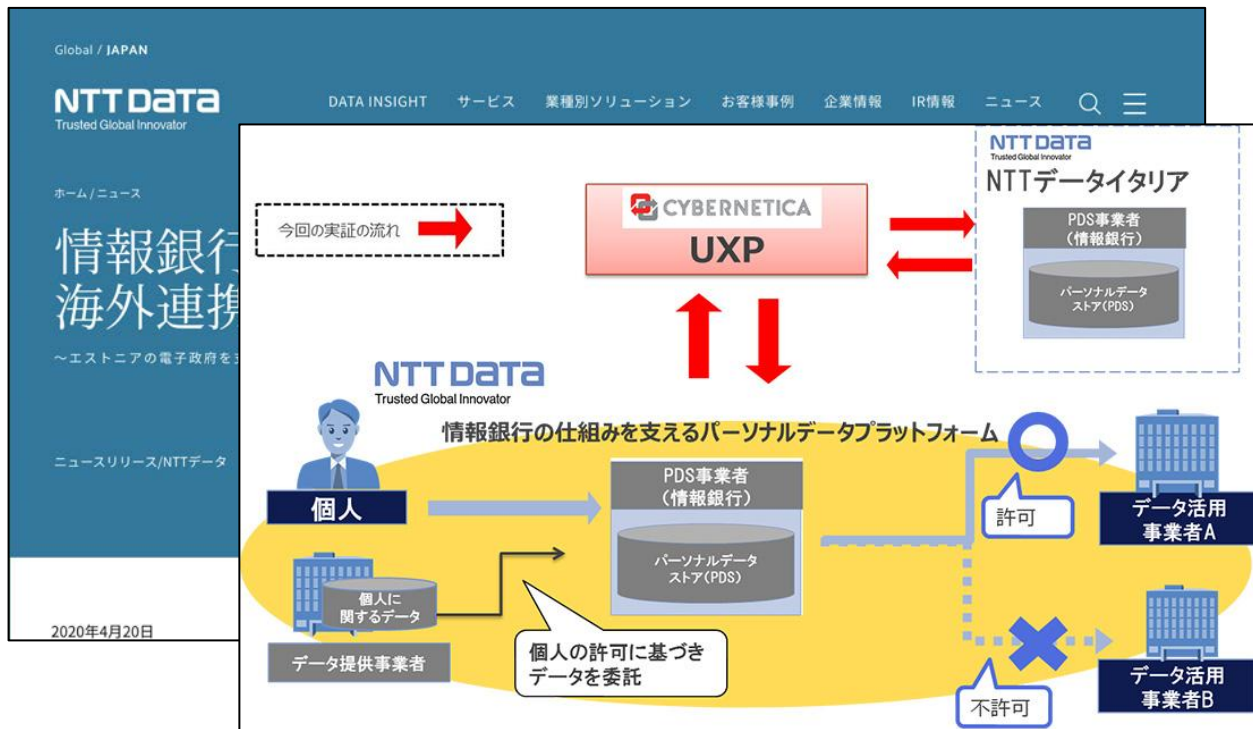 Global / JAPAN
NTT DATA
Trusted Global Innovator
DATA INSIGHT サービス 業種別ソリューション お客様事例 企業情報 IR情報 ニュース
ホーム / ニュース
情報銀行
海外連携
～エストニアの電子政府を
ニュースリリース/NTTデータ
2020年4月20日
今回の実証の流れ
CYBERNETICA
UXP
NTT DATA
Trusted Global Innovator
NTTデータイタリア
PDS事業者
(情報銀行)
パーソナルデータ
ストア(PDS)
NTT DATA
Trusted Global Innovator
情報銀行の仕組みを支えるパーソナルデータプラットフォーム
個人
PDS事業者
(情報銀行)
パーソナルデータ
ストア(PDS)
許可
データ活用
事業者A
個人に
関するデータ
データ提供事業者
個人の許可に基づき
データを委託
不許可
データ活用
事業者B